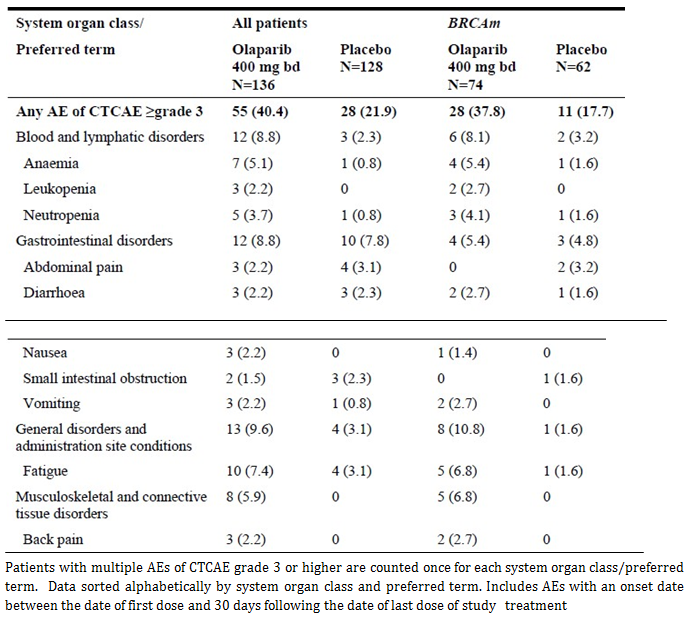 System organ class/ All patients BRCAm
Preferred term Olaparib 400 mg bd N=136 Placebo N=128 Olaparib 400 mg bd N=74 Placebo N=62
Any AE of CTCAE ≥grade 3 55 (40.4) 28 (21.9) 28 (37.8) 11 (17.7)
Blood and lymphatic disorders 12 (8.8) 3 (2.3) 6 (8.1) 2 (3.2)
Anaemia 7 (5.1) 1 (0.8) 4 (5.4) 1 (1.6)
Leukopenia 3 (2.2) 0 2 (2.7) 0
Neutropenia 5 (3.7) 1 (0.8) 3 (4.1) 1 (1.6)
Gastrointestinal disorders 12 (8.8) 10 (7.8) 4 (5.4) 3 (4.8)
Abdominal pain 3 (2.2) 4 (3.1) 0 2 (3.2)
Diarrhoea 3 (2.2) 3 (2.3) 2 (2.7) 1 (1.6)
Nausea 3 (2.2) 0 1 (1.4) 0
Small intestinal obstruction 2 (1.5) 3 (2.3) 0 1 (1.6)
Vomiting 3 (2.2) 1 (0.8) 2 (2.7) 0
General disorders and 13 (9.6) 4 (3.1) 8 (10.8) 1 (1.6)
administration site conditions
Fatigue 10 (7.4) 4 (3.1) 5 (6.8) 1 (1.6)
Musculoskeletal and connective 8 (5.9) 0 5 (6.8) 0
tissue disorders
Back pain 3 (2.2) 0 2 (2.7) 0
Patients with multiple AEs of CTCAE grade 3 or higher are counted once for each system organ class/preferred
term. Data sorted alphabetically by system organ class and preferred term. Includes AEs with an onset date
between the date of first dose and 30 days following the date of last dose of study treatment